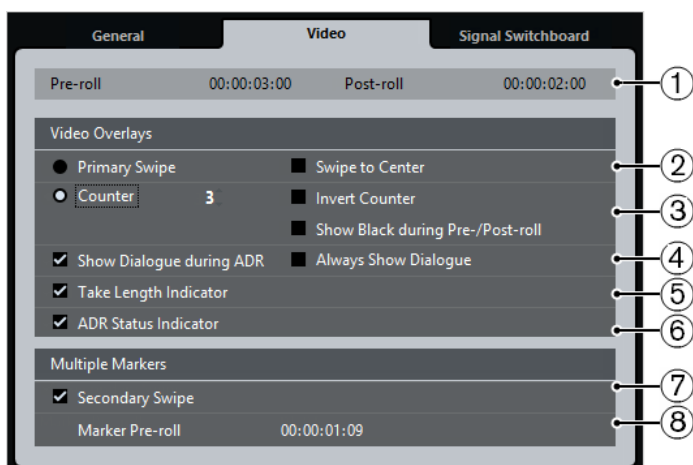 General Video Signal Switchboard
Pre-roll 00:00:03:00 Post-roll 00:00:02:00 1
Video Overlays
Primary Swipe Swipe to Center 2
Counter 3 Invert Counter 3
Show Black during Pre-/Post-roll
Show Dialogue during ADR Always Show Dialogue 4
Take Length Indicator 5
ADR Status Indicator 6
Multiple Markers
7
Secondary Swipe
Marker Pre-roll 00:00:01:09 8